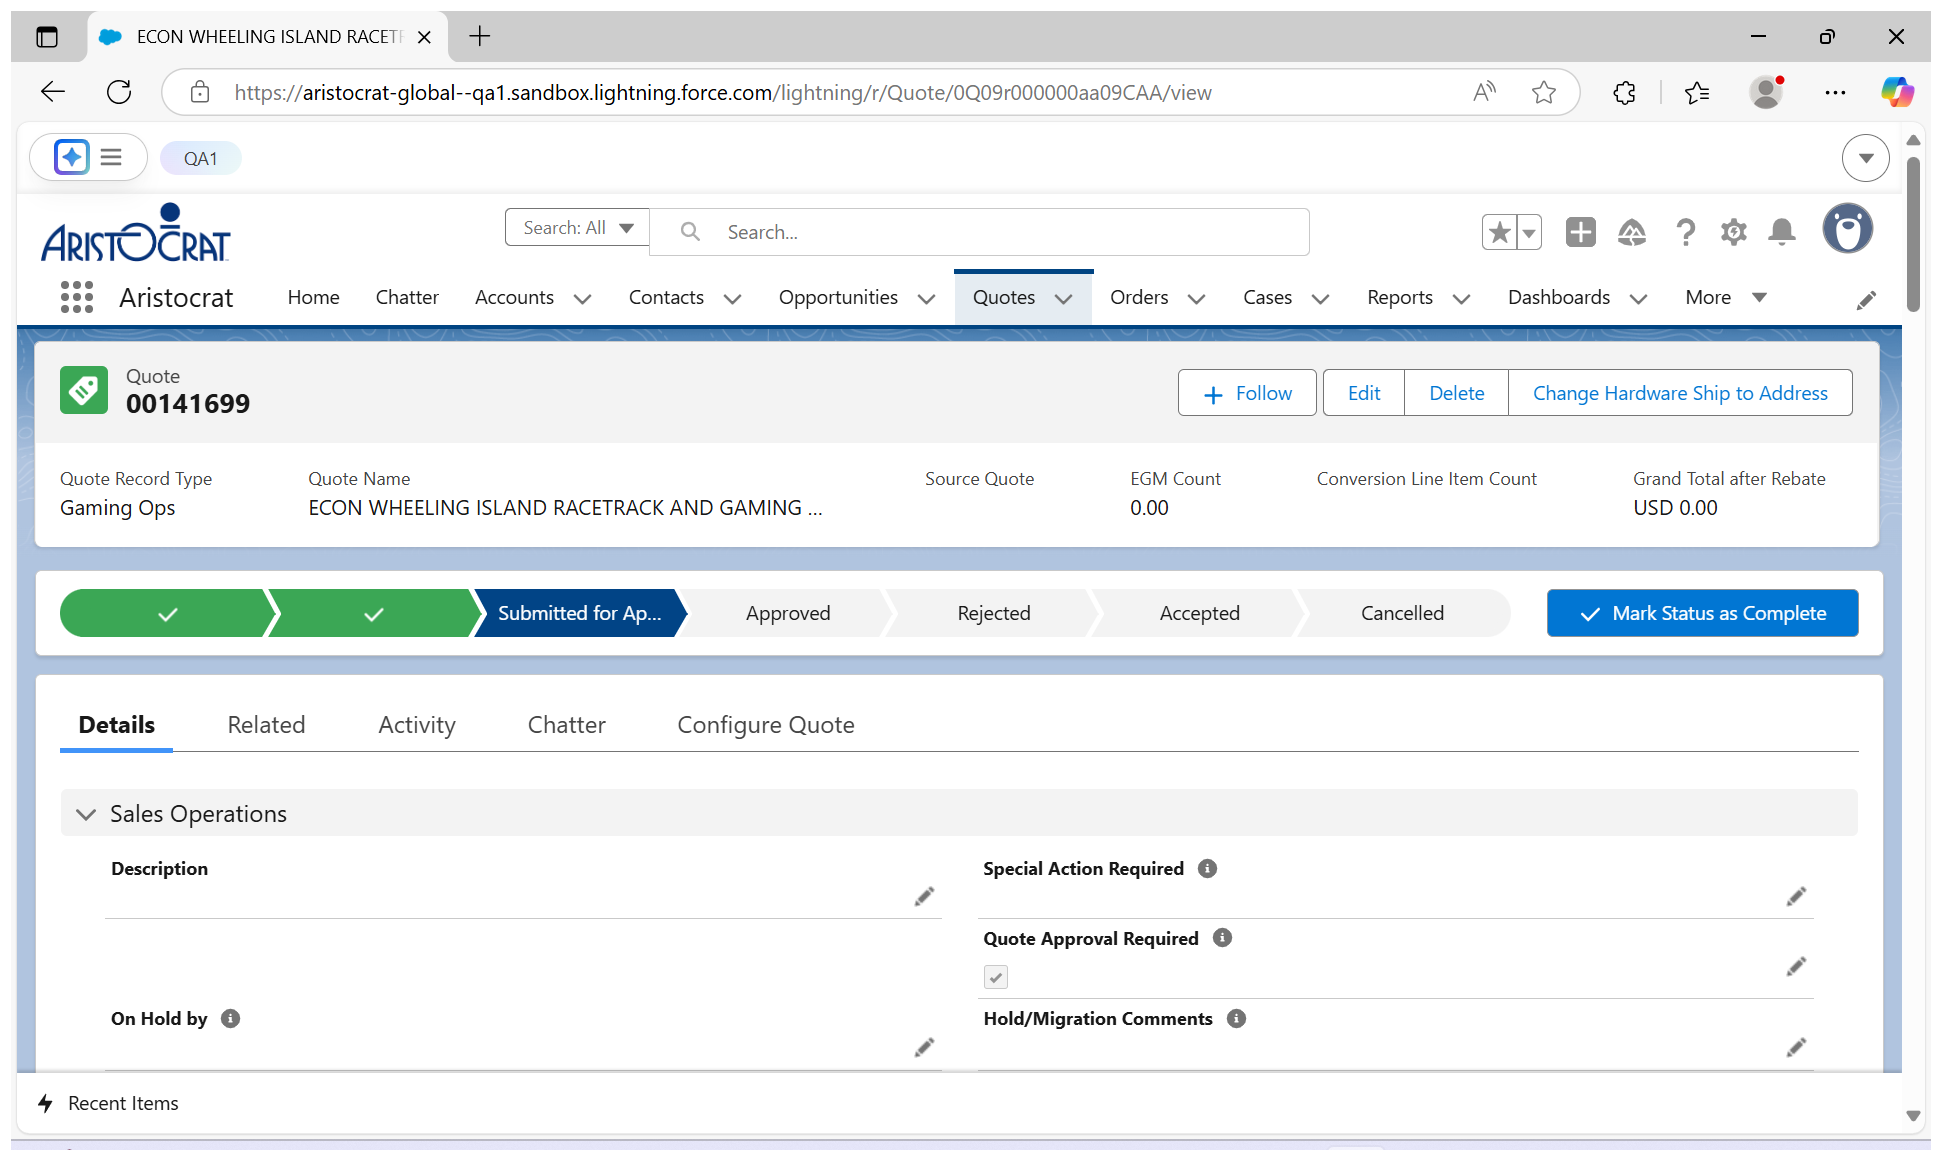 ECON WHEELING ISLAND RACETR
https://aristocrat-global--qa1.sandbox.lightning.force.com/lightning/r/Quote/0Q09r000000aa09CAA/view
QA1
ARISTOCRAT
Search: All
Search...
Aristocrat
Home
Chatter
Accounts
Contacts
Opportunities
Quotes
Orders
Cases
Reports
Dashboards
More
Quote
00141699
Follow
Edit
Delete
Change Hardware Ship to Address
Quote Record Type
Gaming Ops
Quote Name
ECON WHEELING ISLAND RACETRACK AND GAMING ...
Source Quote
EGM Count
0.00
Conversion Line Item Count
Grand Total after Rebate
USD 0.00
Submitted for Ap...
Approved
Rejected
Accepted
Cancelled
Mark Status as Complete
Details
Related
Activity
Chatter
Configure Quote
Sales Operations
Description
Special Action Required
Quote Approval Required
On Hold by
Hold/Migration Comments
Recent Items